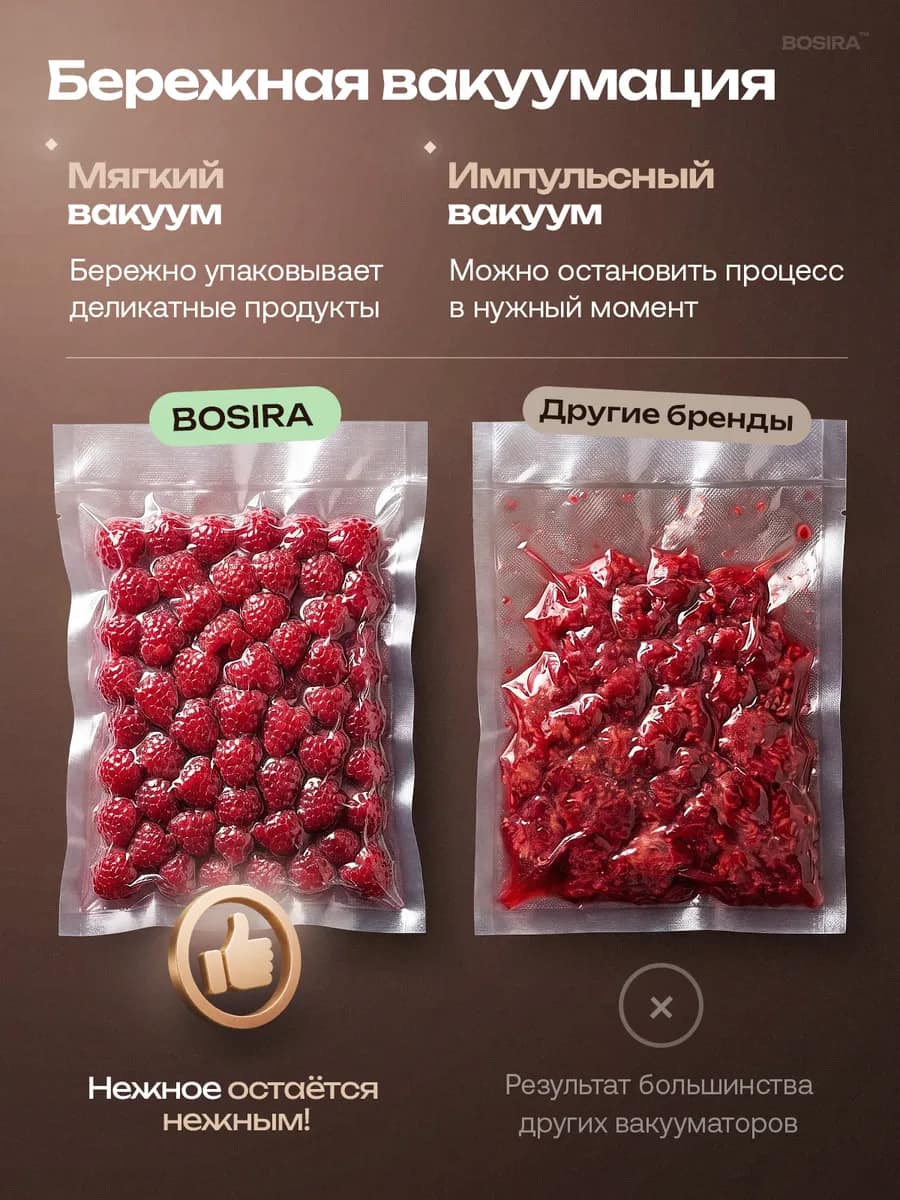 BOSIRA™
Бережная вакуумация
Мягкий
вакуум
Бережно упаковывает
деликатные продукты
Импульсный
вакуум
Можно остановить процесс
в нужный момент
BOSIRA
Другие бренды
Нежное остаётся
нежным!
Результат большинства
других вакууматоров